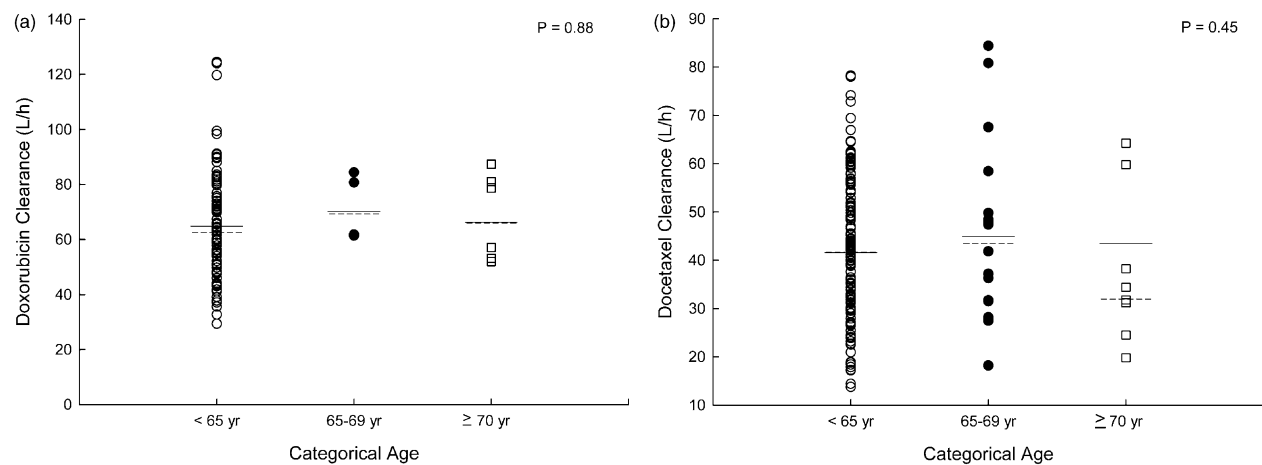 (a)
P = 0.88
Doxorubicin Clearance (L/h)
140
120
100
80
60
40
20
0
< 65 yr
65-69 yr
≥ 70 yr
Categorical Age
(b)
P = 0.45
Docetaxel Clearance (L/h)
90
80
70
60
50
40
30
20
10
< 65 yr
65-69 yr
≥ 70 yr
Categorical Age